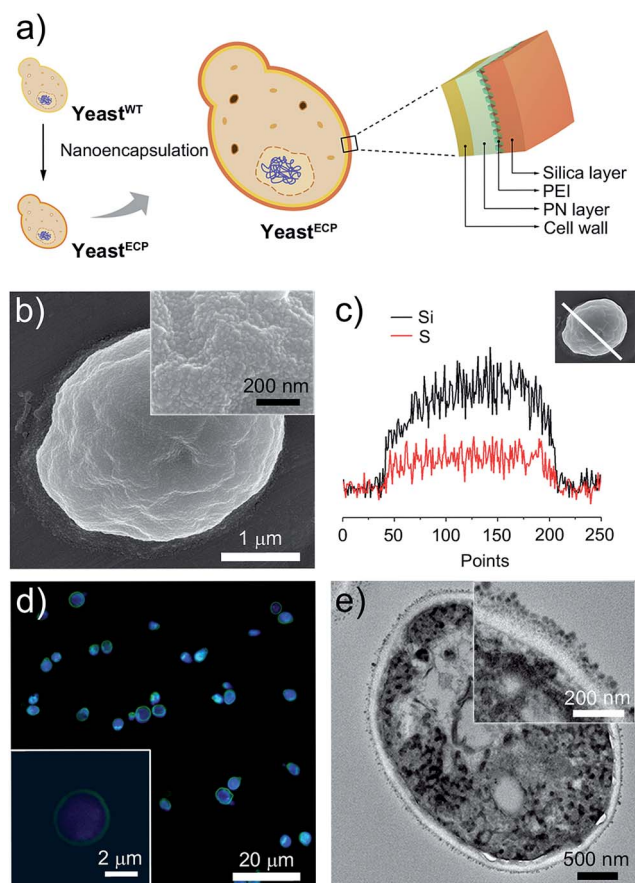 a)
Yeast^WT
Nanoencapsulation
Yeast^ECP
Yeast^ECP
Silica layer
PEI
PN layer
Cell wall
b)
200 nm
1 μm
c)
Si
S
0 50 100 150 200 250
Points
d)
2 μm
20 μm
e)
200 nm
500 nm